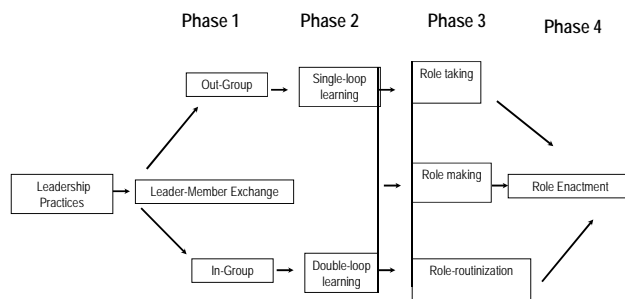 Phase 1
Phase 2
Phase 3
Phase 4
Out-Group
Single-loop
learning
Role taking
Leadership
Practices
Leader-Member Exchange
Role making
Role Enactment
In-Group
Double-loop
learning
Role-routinization